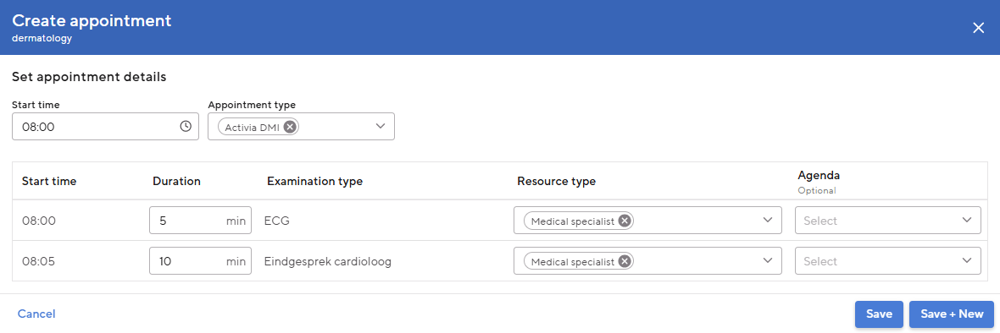 Create appointment
dermatology
Set appointment details
Start time Appointment type
08:00 Activia DMI
Start time Duration Examination type Resource type Agenda
Optional
08:00 5 min ECG Medical specialist Select
08:05 10 min Eindgesprek cardioloog Medical specialist Select
Cancel Save Save + New